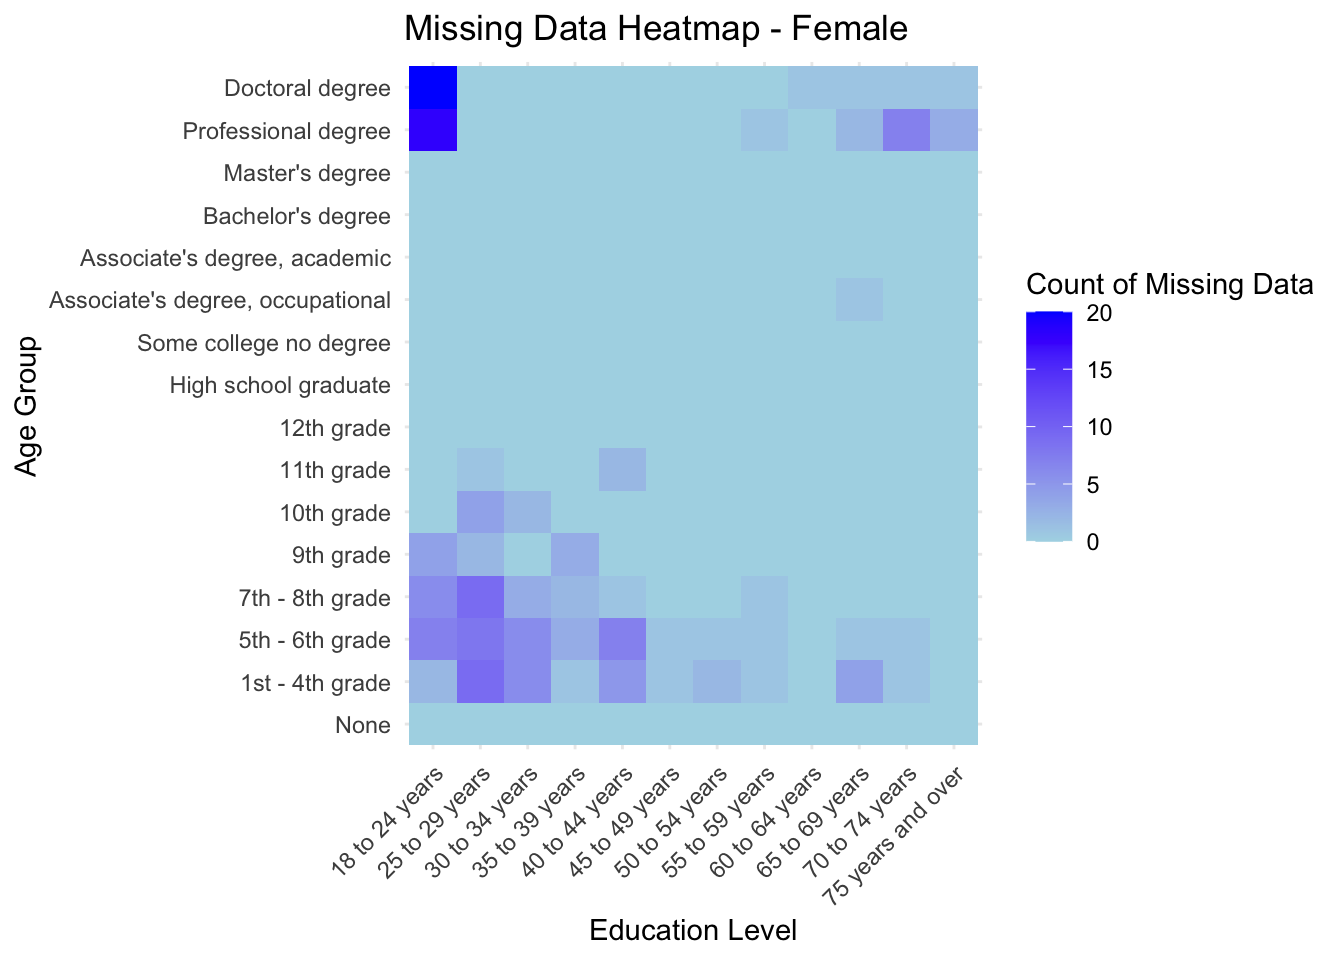 Missing Data Heatmap - Female
Age Group
Doctoral degree
Professional degree
Master's degree
Bachelor's degree
Associate's degree, academic
Associate's degree, occupational
Some college no degree
High school graduate
12th grade
11th grade
10th grade
9th grade
7th - 8th grade
5th - 6th grade
1st - 4th grade
None
18 to 24 years
25 to 29 years
30 to 34 years
35 to 39 years
40 to 44 years
45 to 49 years
50 to 54 years
55 to 59 years
60 to 64 years
65 to 69 years
70 to 74 years
75 years and over
Education Level
Count of Missing Data
20
15
10
5
0